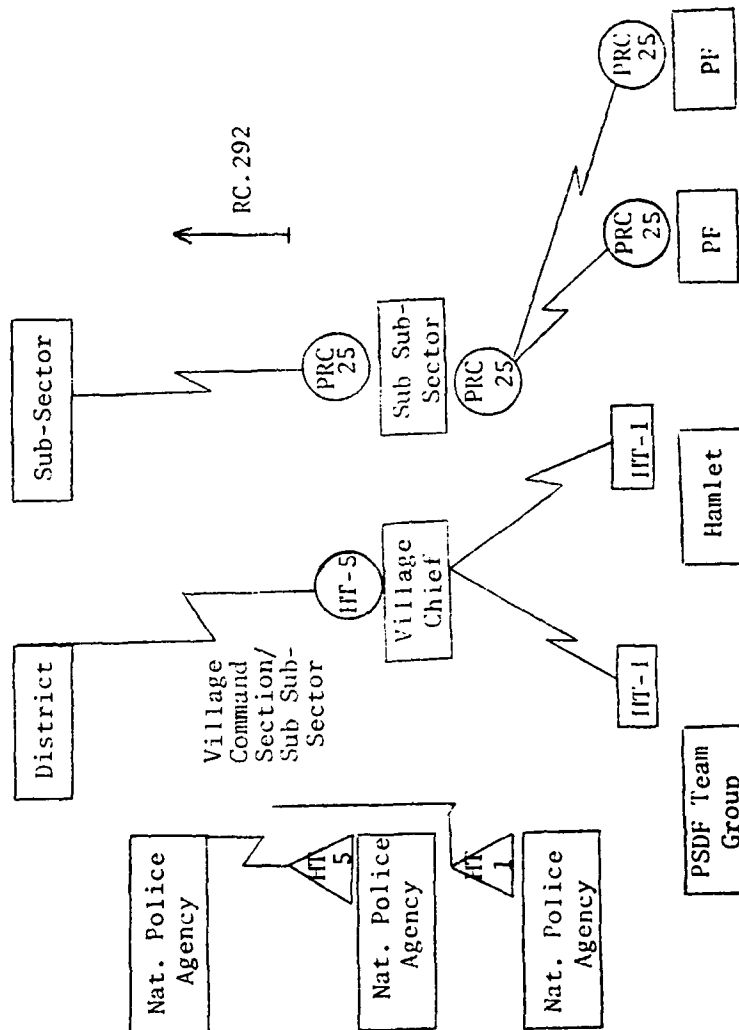 District
Sub-Sector
RC.292
Nat. Police
Agency
Village
Command
Section/
Sub Sub-
Sector
HT
5
HT-5
PRC
25
Nat. Police
Agency
Village
Chief
Sub Sub-
Sector
HT
1
PRC
25
Nat. Police
Agency
HT-1
HT-1
PRC
25
PRC
25
PSDF Team
Group
Hamlet
PF
PF